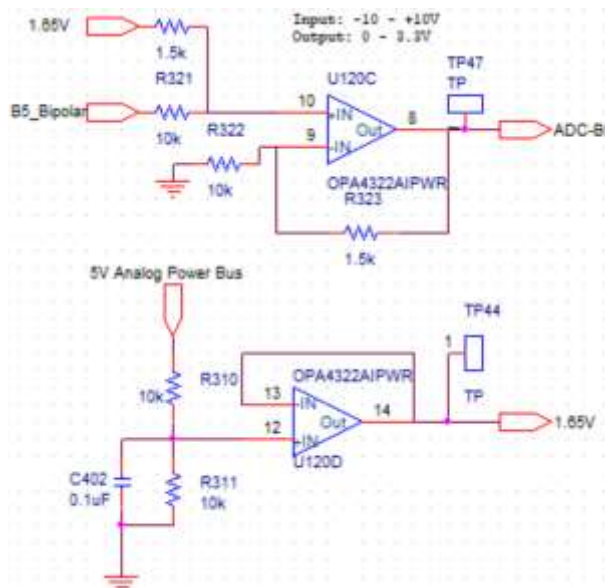 Input: -10 - +10V
Output: 0 - 3.3V
1.65V
1.5k
R321
U120C
TP47
TP
B5_Bipolar
10k
R322
10
+IN
9
-IN
Out
8
ADC-B
10k
OPA4322AIPWR
R323
1.5k
5V Analog Power Bus
TP44
10k
R310
OPA4322AIPWR
1
13
-IN
14
TP
12
+IN
Out
1.65V
U120D
C402
0.1uF
R311
10k